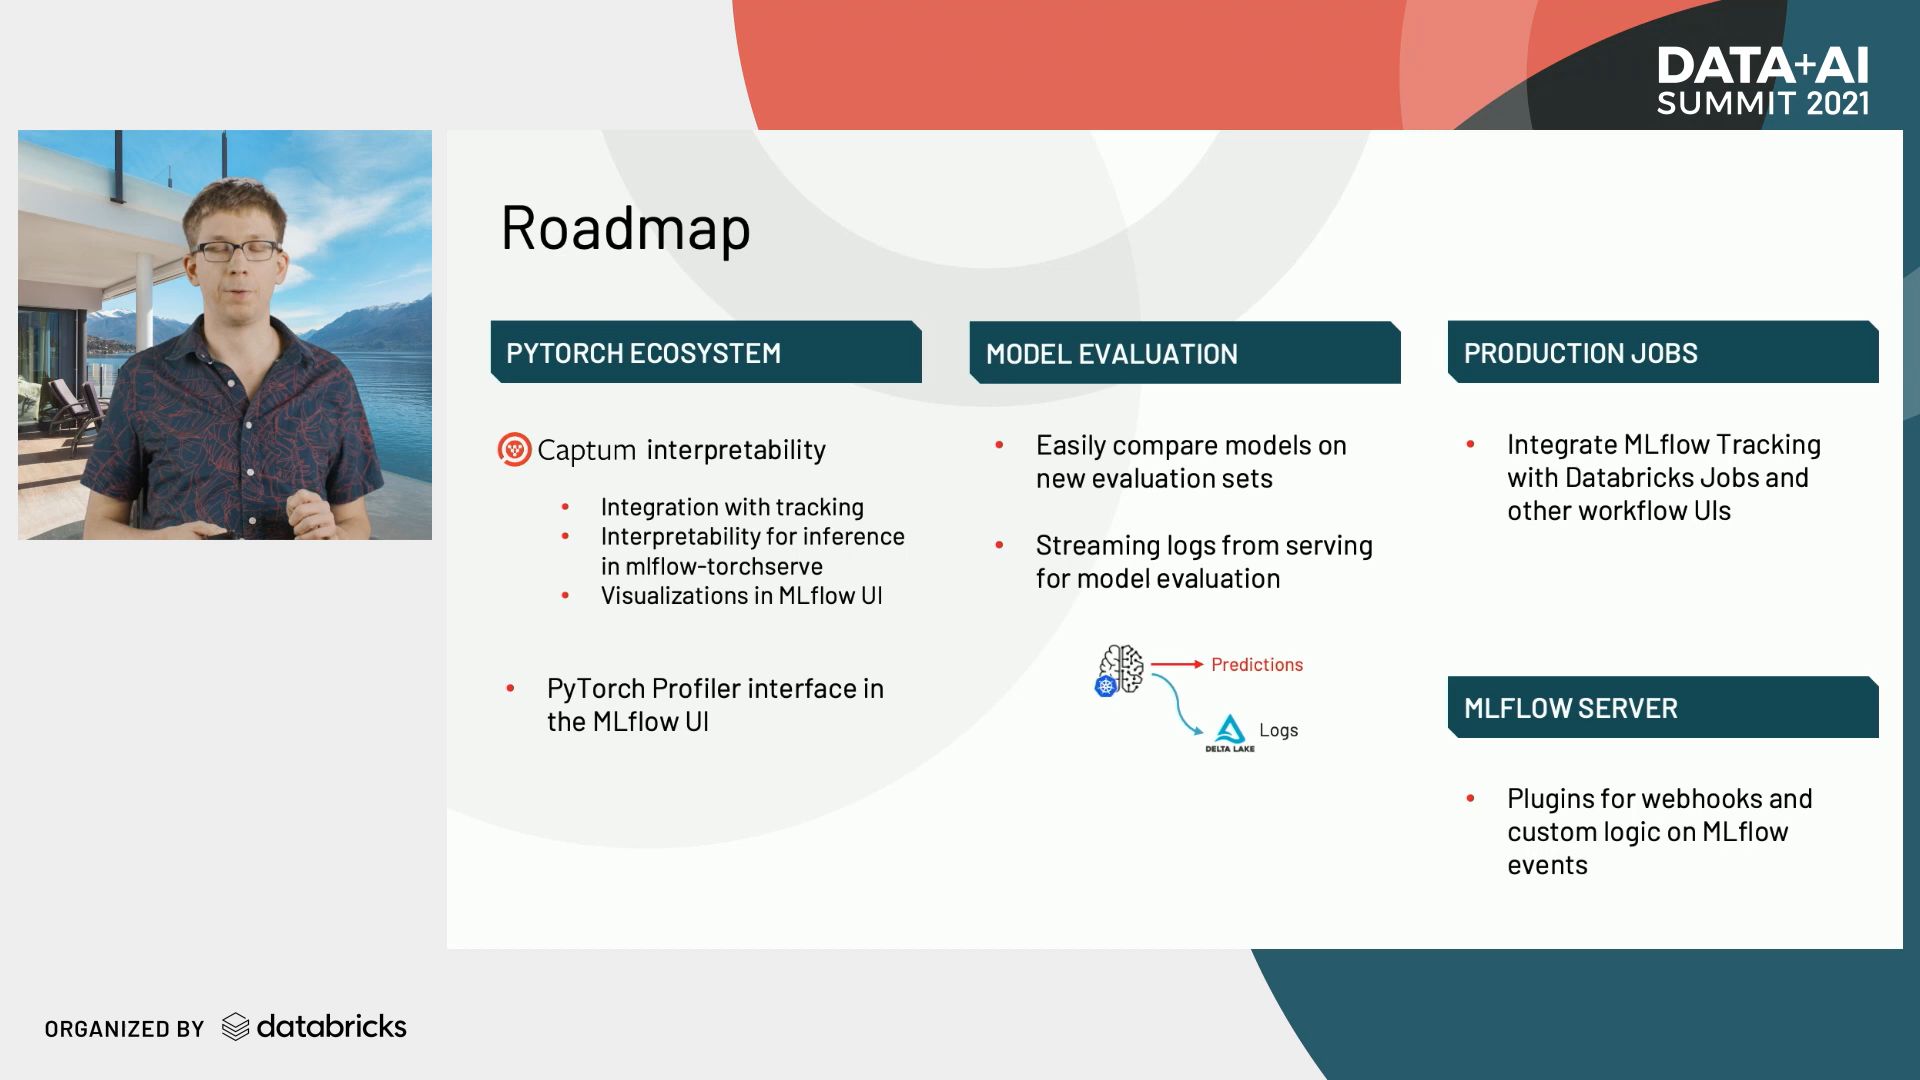 DATA+AI
SUMMIT 2021
Roadmap
PYTORCH ECOSYSTEM
Captum interpretability
• Integration with tracking
• Interpretability for inference
in mlflow-torchserve
• Visualizations in MLflow UI
• PyTorch Profiler interface in
the MLflow UI
MODEL EVALUATION
• Easily compare models on
new evaluation sets
• Streaming logs from serving
for model evaluation
Predictions
Logs
DELTA LAKE
PRODUCTION JOBS
• Integrate MLflow Tracking
with Databricks Jobs and
other workflow UIs
MLFLOW SERVER
• Plugins for webhooks and
custom logic on MLflow
events
ORGANIZED BY databricks